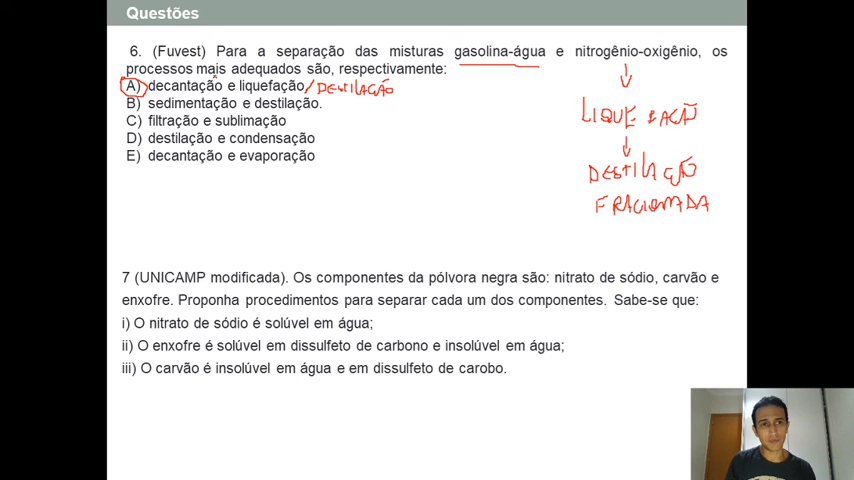 Questões
6. (Fuvest) Para a separação das misturas gasolina-água e nitrogênio-oxigênio, os
processos mais adequados são, respectivamente:
A) decantação e liquefação/DESTILAÇÃO
B) sedimentação e destilação.
C) filtração e sublimação
D) destilação e condensação
E) decantação e evaporação
LIQUEFAÇÃO
DESTILAÇÃO
FRACIONADA
7 (UNICAMP modificada). Os componentes da pólvora negra são: nitrato de sódio, carvão e
enxofre. Proponha procedimentos para separar cada um dos componentes. Sabe-se que:
i) O nitrato de sódio é solúvel em água;
ii) O enxofre é solúvel em dissulfeto de carbono e insolúvel em água;
iii) O carvão é insolúvel em água e em dissulfeto de carobo.